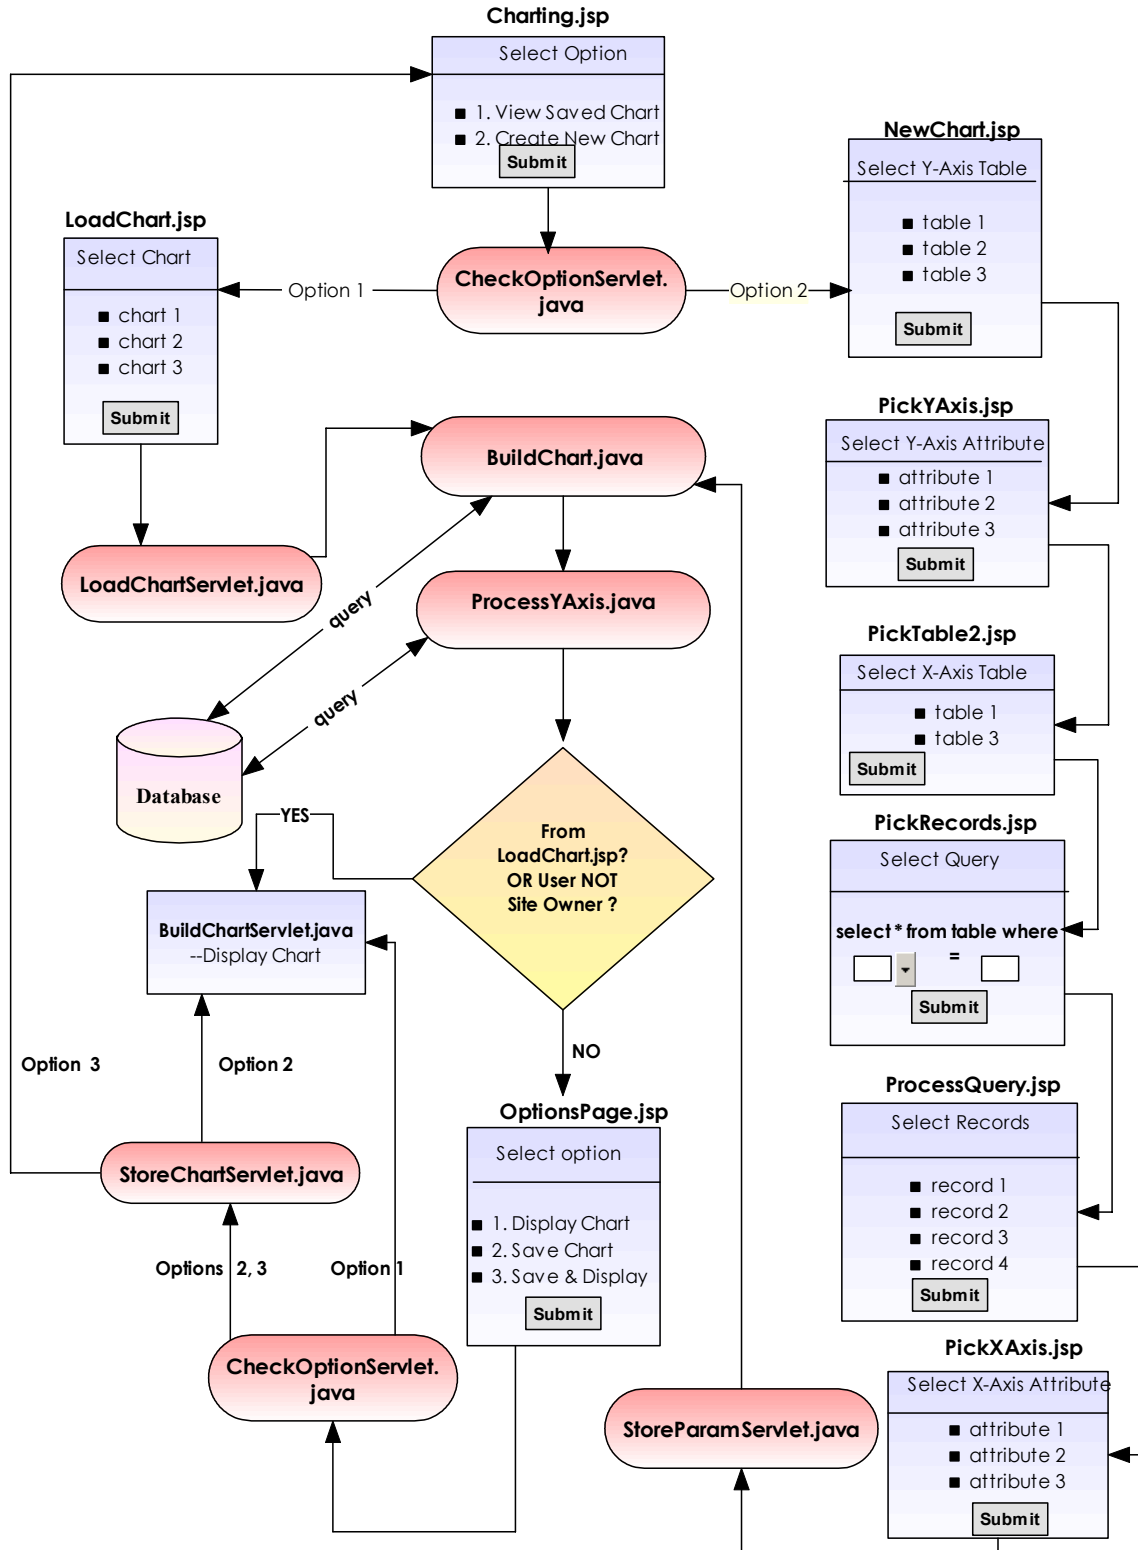 Charting.jsp
Select Option
1. View Saved Chart
2. Create New Chart
Submit
NewChart.jsp
Select Y-Axis Table
table 1
table 2
table 3
Submit
LoadChart.jsp
Select Chart
chart 1
chart 2
chart 3
Submit
CheckOptionServlet.
java
Option 1
Option 2
PickYAxis.jsp
Select Y-Axis Attribute
attribute 1
attribute 2
attribute 3
Submit
BuildChart.java
LoadChartServlet.java
ProcessYAxis.java
query
query
Database
PickTable2.jsp
Select X-Axis Table
table 1
table 3
Submit
YES
From
LoadChart.jsp?
OR User NOT
Site Owner ?
PickRecords.jsp
Select Query
select * from table where
=
Submit
BuildChartServlet.java
--Display Chart
Option 3
Option 2
NO
OptionsPage.jsp
Select option
1. Display Chart
2. Save Chart
3. Save & Display
Submit
ProcessQuery.jsp
Select Records
record 1
record 2
record 3
record 4
Submit
StoreChartServlet.java
Options 2, 3
Option 1
CheckOptionServlet.
java
StoreParamServlet.java
PickXAxis.jsp
Select X-Axis Attribute
attribute 1
attribute 2
attribute 3
Submit